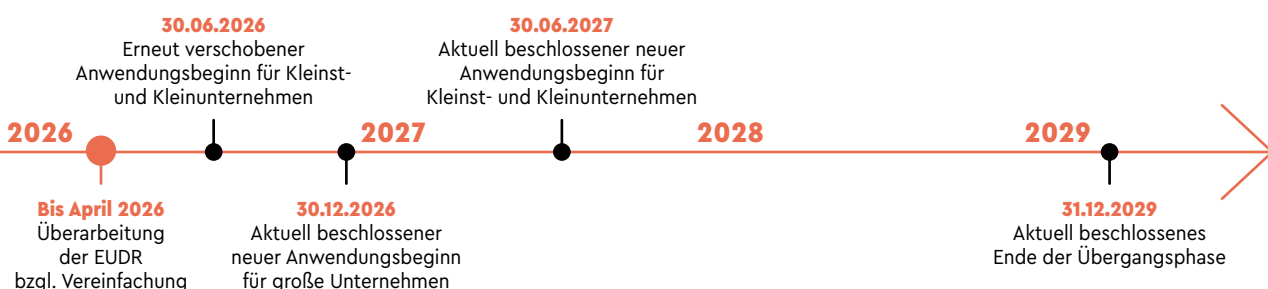 30.06.2026
Erneut verschobener
Anwendungsbeginn für Kleinst-
und Kleinunternehmen
30.06.2027
Aktuell beschlossener neuer
Anwendungsbeginn für
Kleinst- und Kleinunternehmen
2026
2027
2028
2029
Bis April 2026
Überarbeitung
der EUDR
bzgl. Vereinfachung
30.12.2026
Aktuell beschlossener
neuer Anwendungsbeginn
für große Unternehmen
31.12.2029
Aktuell beschlossenes
Ende der Übergangsphase